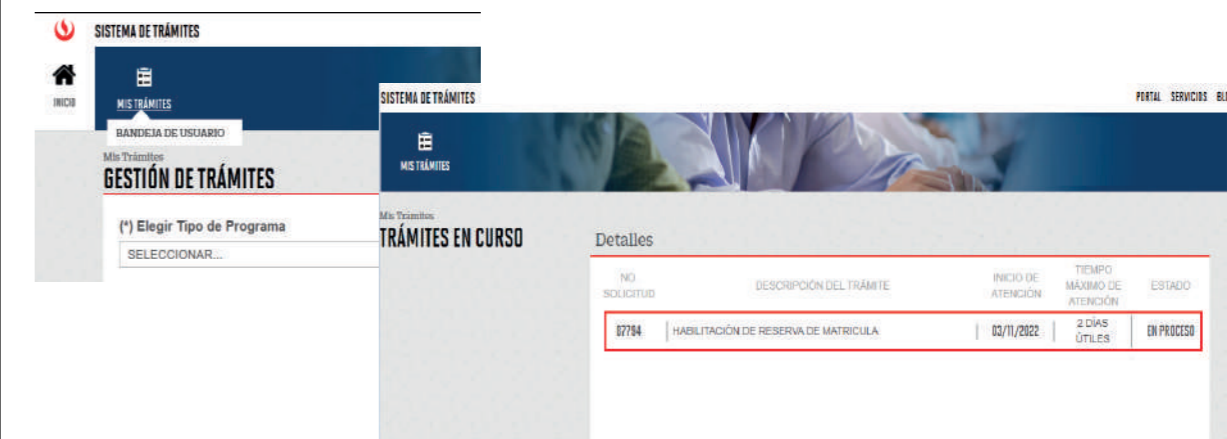 SISTEMA DE TRÁMITES
INICIO
MIS TRÁMITES
BANDEJA DE USUARIO
Mis Trámites
GESTIÓN DE TRÁMITES
(*) Elegir Tipo de Programa
SELECCIONAR...
SISTEMA DE TRÁMITES
PORTAL SERVICIOS
MIS TRÁMITES
Mis Trámites
TRÁMITES EN CURSO
Detalles
NO SOLICITUD
DESCRIPCIÓN DEL TRÁMITE
INICIO DE ATENCIÓN
TIEMPO MÁXIMO DE ATENCIÓN
ESTADO
07794
HABILITACIÓN DE RESERVA DE MATRICULA
03/11/2022
2 DÍAS ÚTILES
EN PROCESO